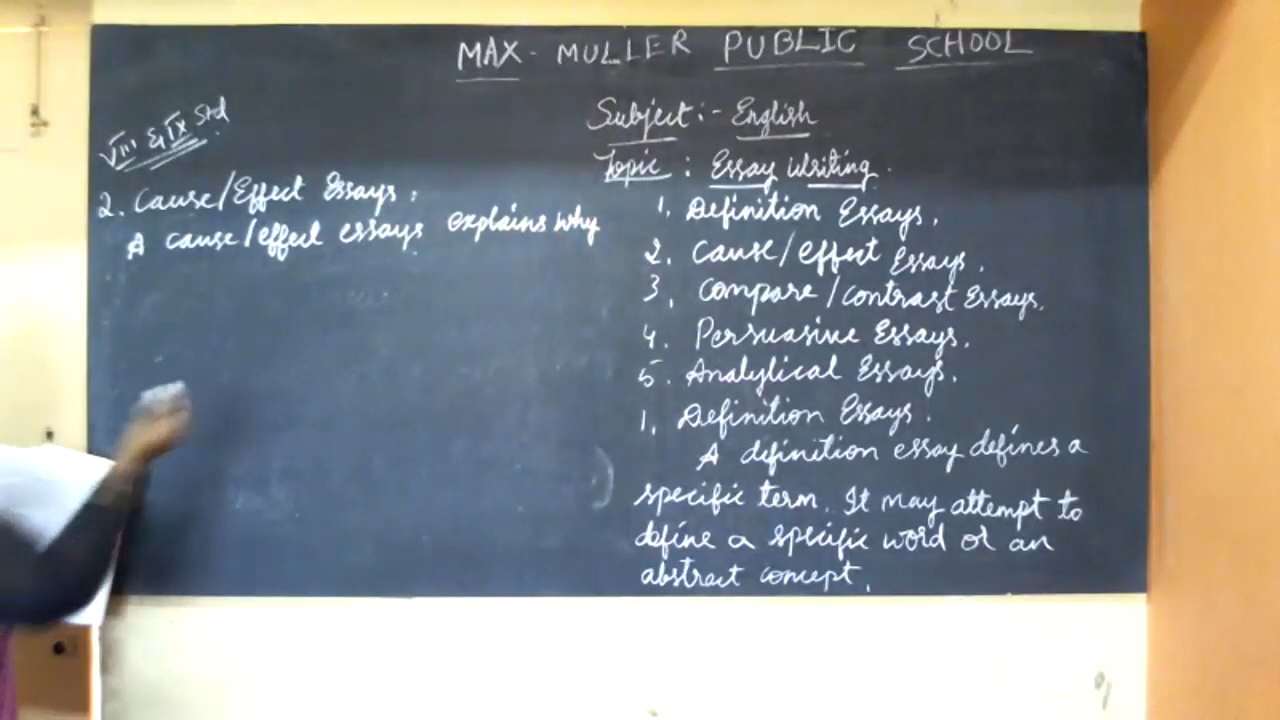 MAX-MULLER PUBLIC SCHOOL
VIII & IX Std
Subject:- English
Topic: Essay Writing.
1. Definition Essays.
2. Cause/effect Essays.
3. Compare/contrast Essays.
4. Persuasive Essays.
5. Analytical Essays.
1. Definition Essays.
A definition essay defines a
specific term. It may attempt to
define a specific word or an
abstract concept.
2. Cause/Effect Essays:
A cause/effect essays explains why